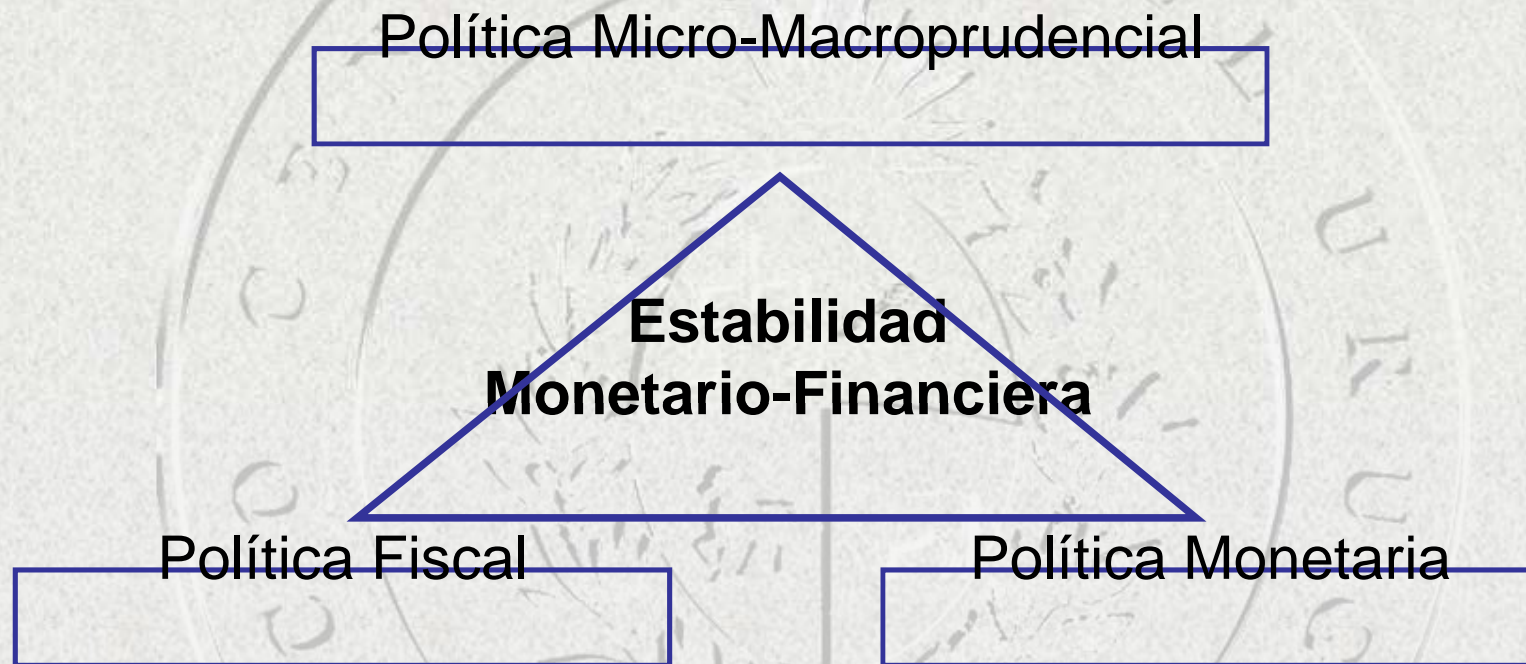 Política Micro-Macroprudencial
Estabilidad
Monetario-Financiera
Política Fiscal
Política Monetaria